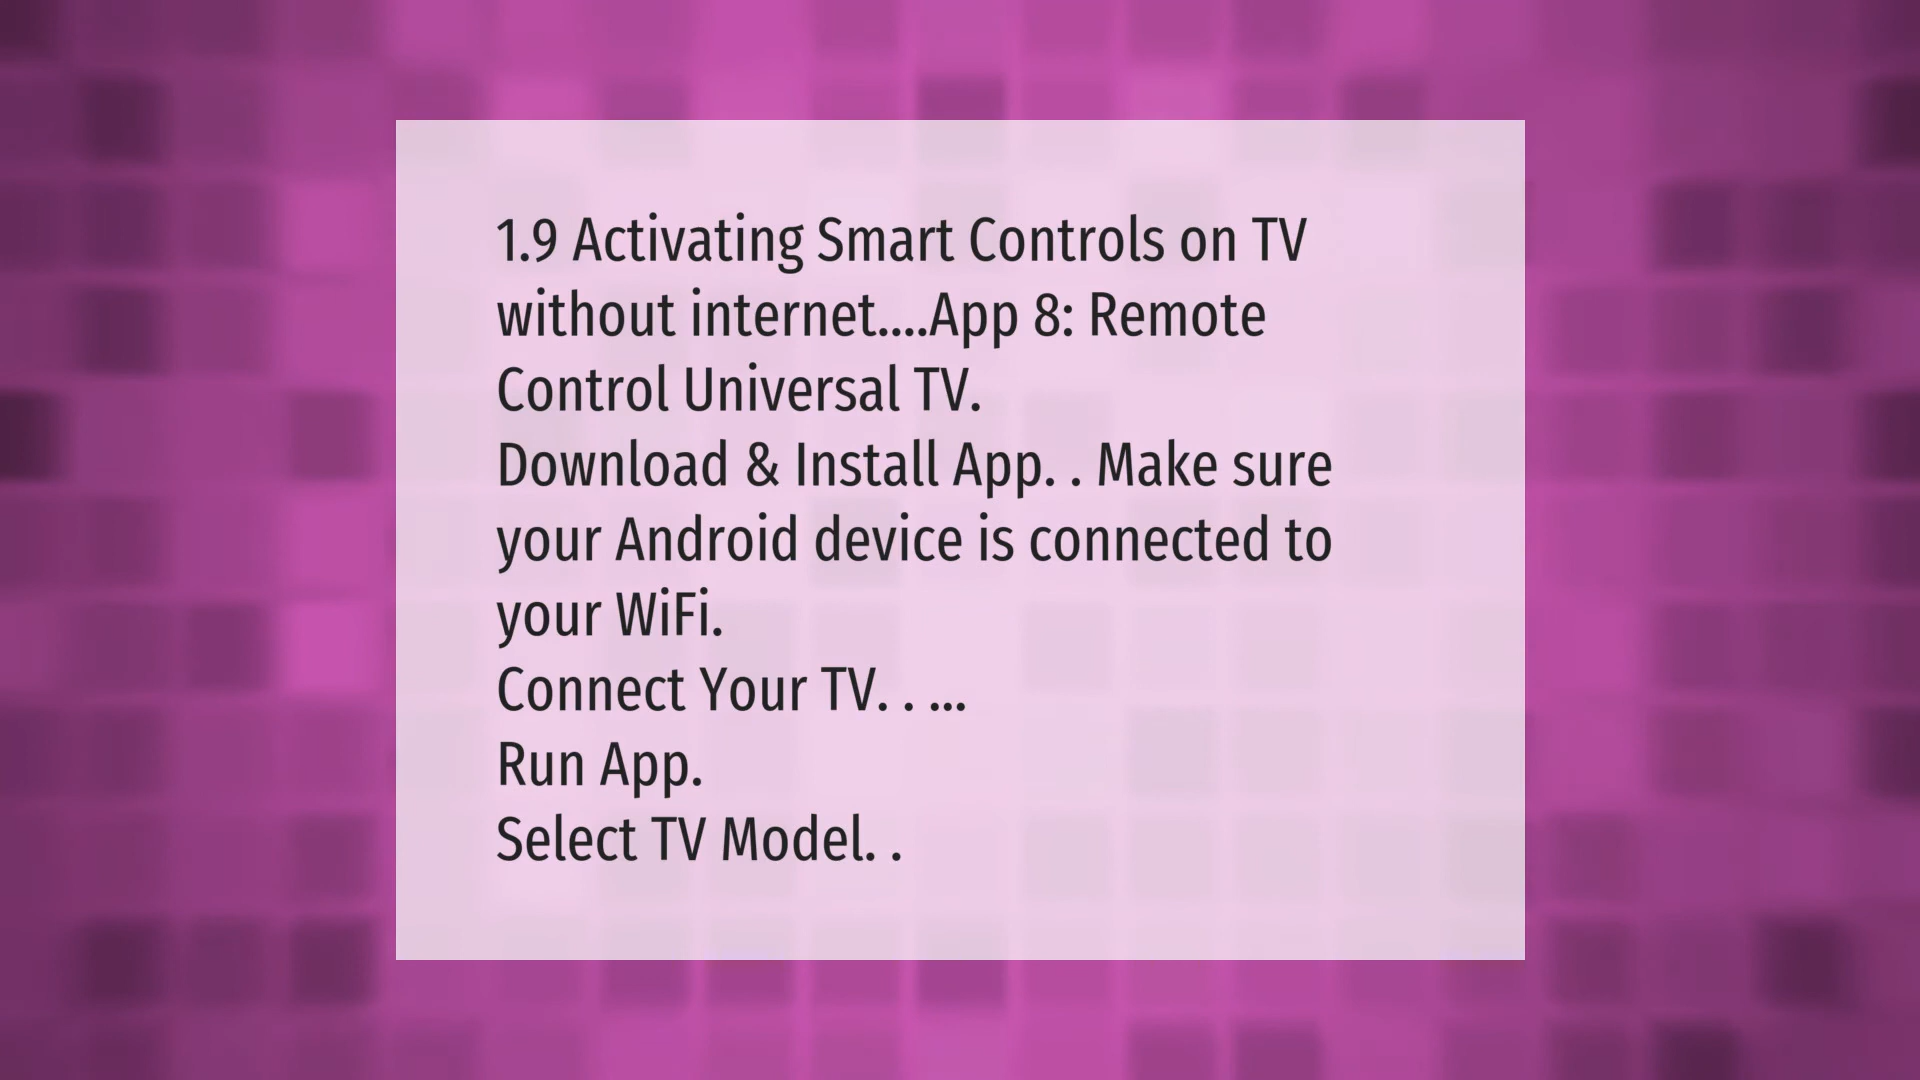 1.9 Activating Smart Controls on TV
without internet....App 8: Remote
Control Universal TV.
Download & Install App. . Make sure
your Android device is connected to
your WiFi.
Connect Your TV. . ...
Run App.
Select TV Model. .